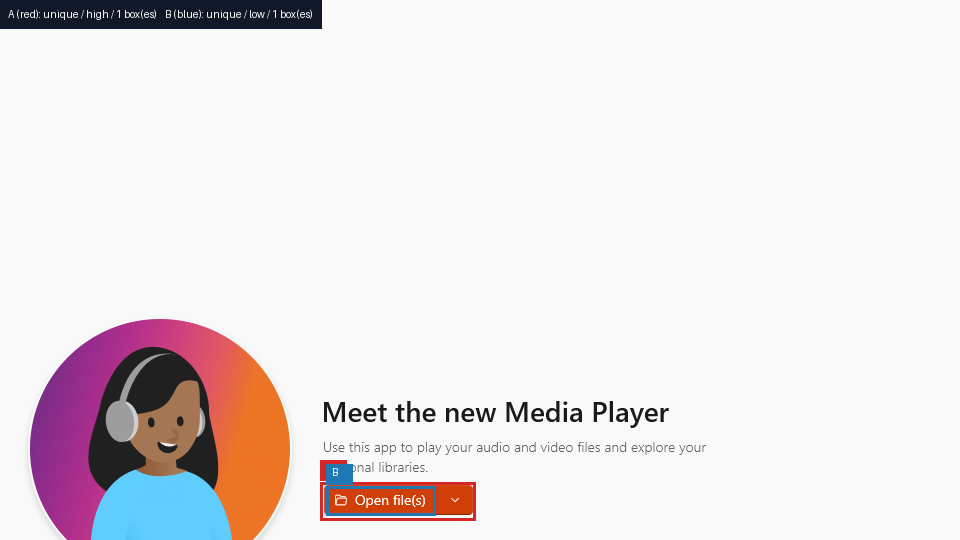 A (red): unique / high / 1 box(es) B (blue): unique / low / 1 box(es)
Meet the new Media Player
Use this app to play your audio and video files and explore your
onal libraries.
B
Open file(s)